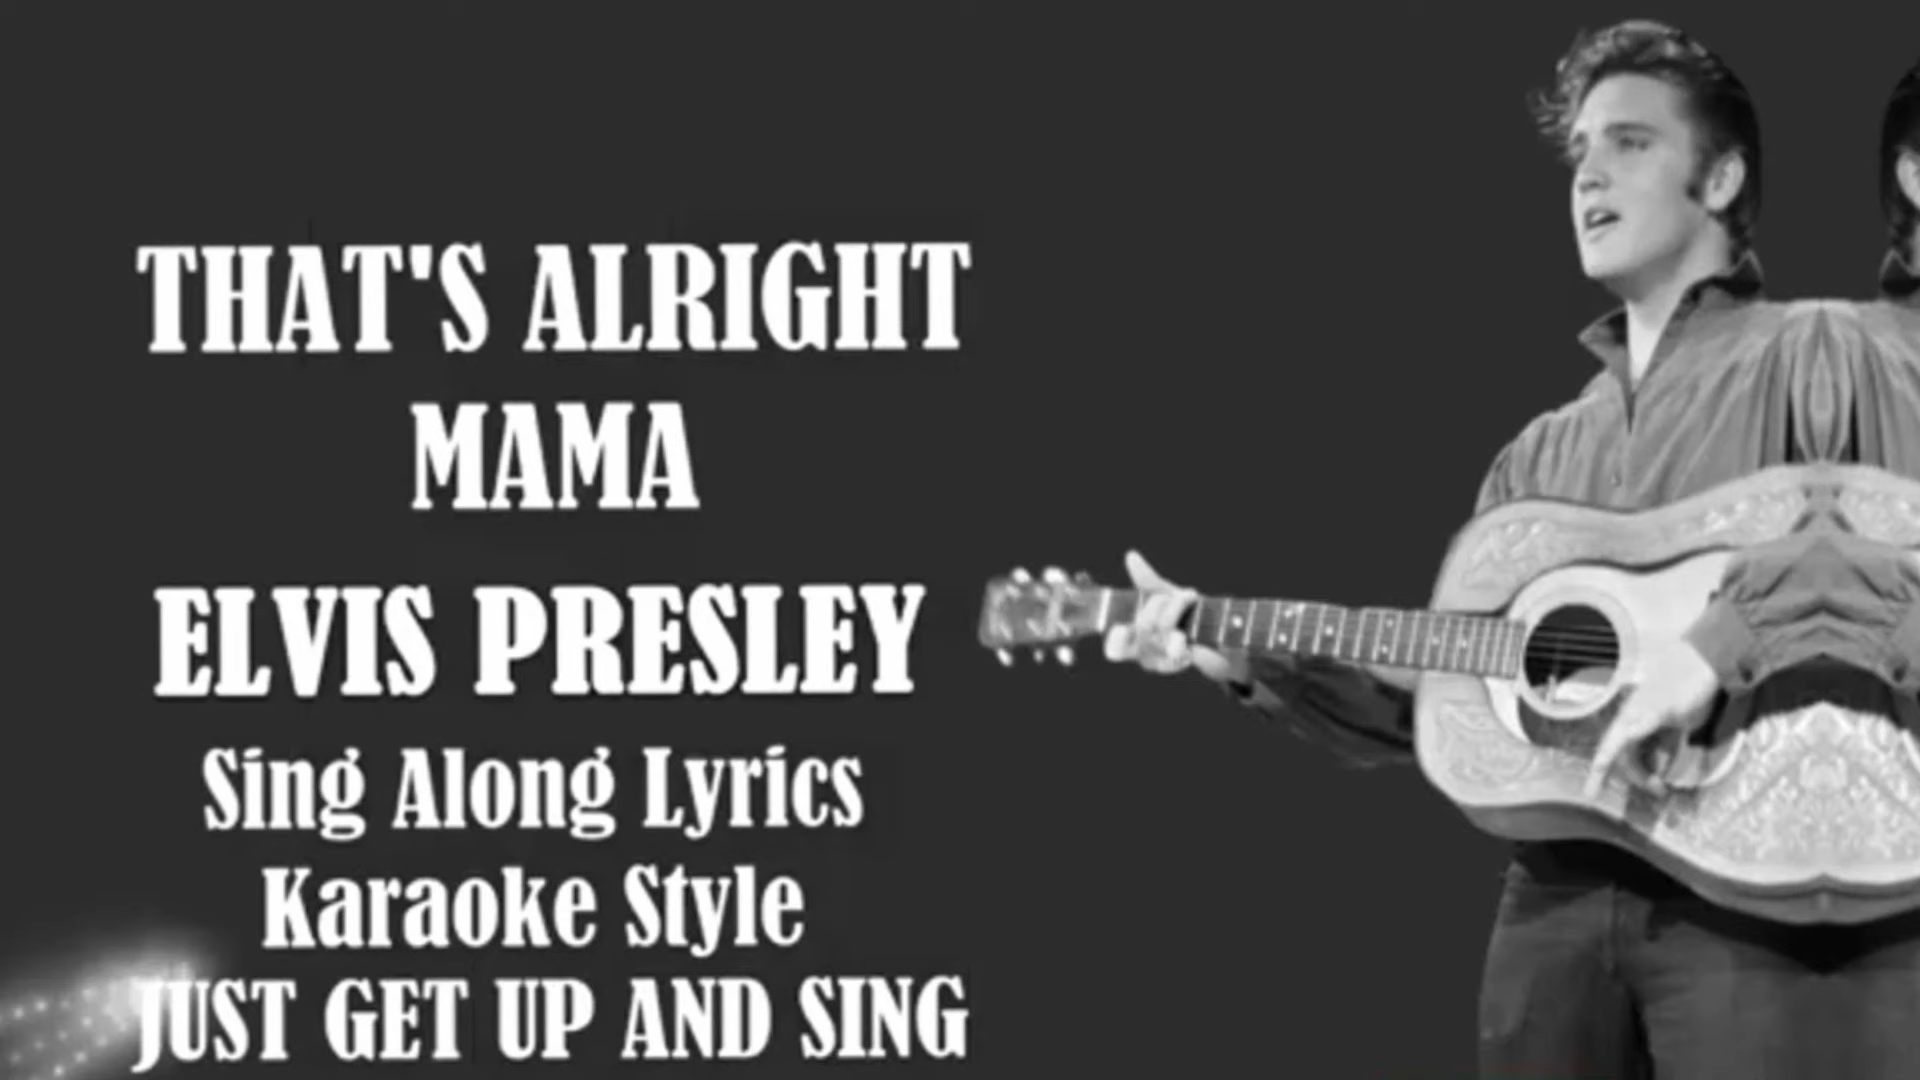 THAT'S ALRIGHT
MAMA
ELVIS PRESLEY
Sing Along Lyrics
Karaoke Style
JUST GET UP AND SING